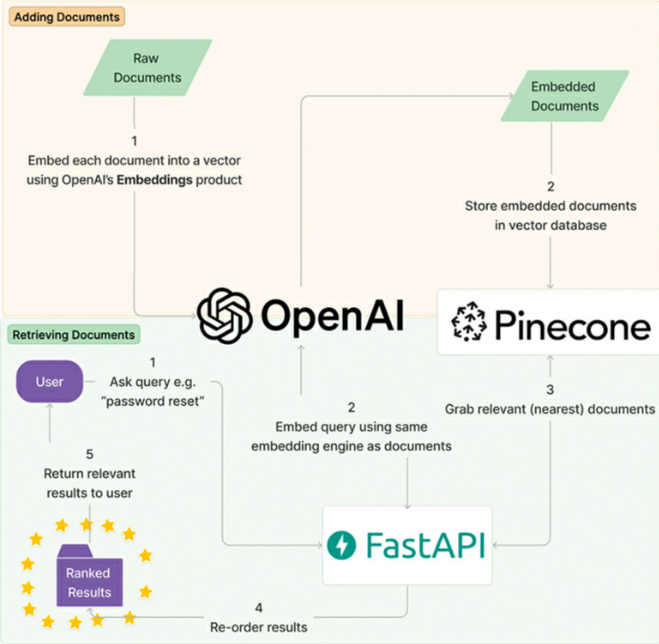 Adding Documents
Raw
Documents
Embedded
Documents
1
Embed each document into a vector
using OpenAI's Embeddings product
2
Store embedded documents
in vector database
OpenAI
Pinecone
Retrieving Documents
User
1
Ask query e.g.
“password reset”
2
Embed query using same
embedding engine as documents
3
Grab relevant (nearest) documents
5
Return relevant
results to user
FastAPI
Ranked
Results
4
Re-order results